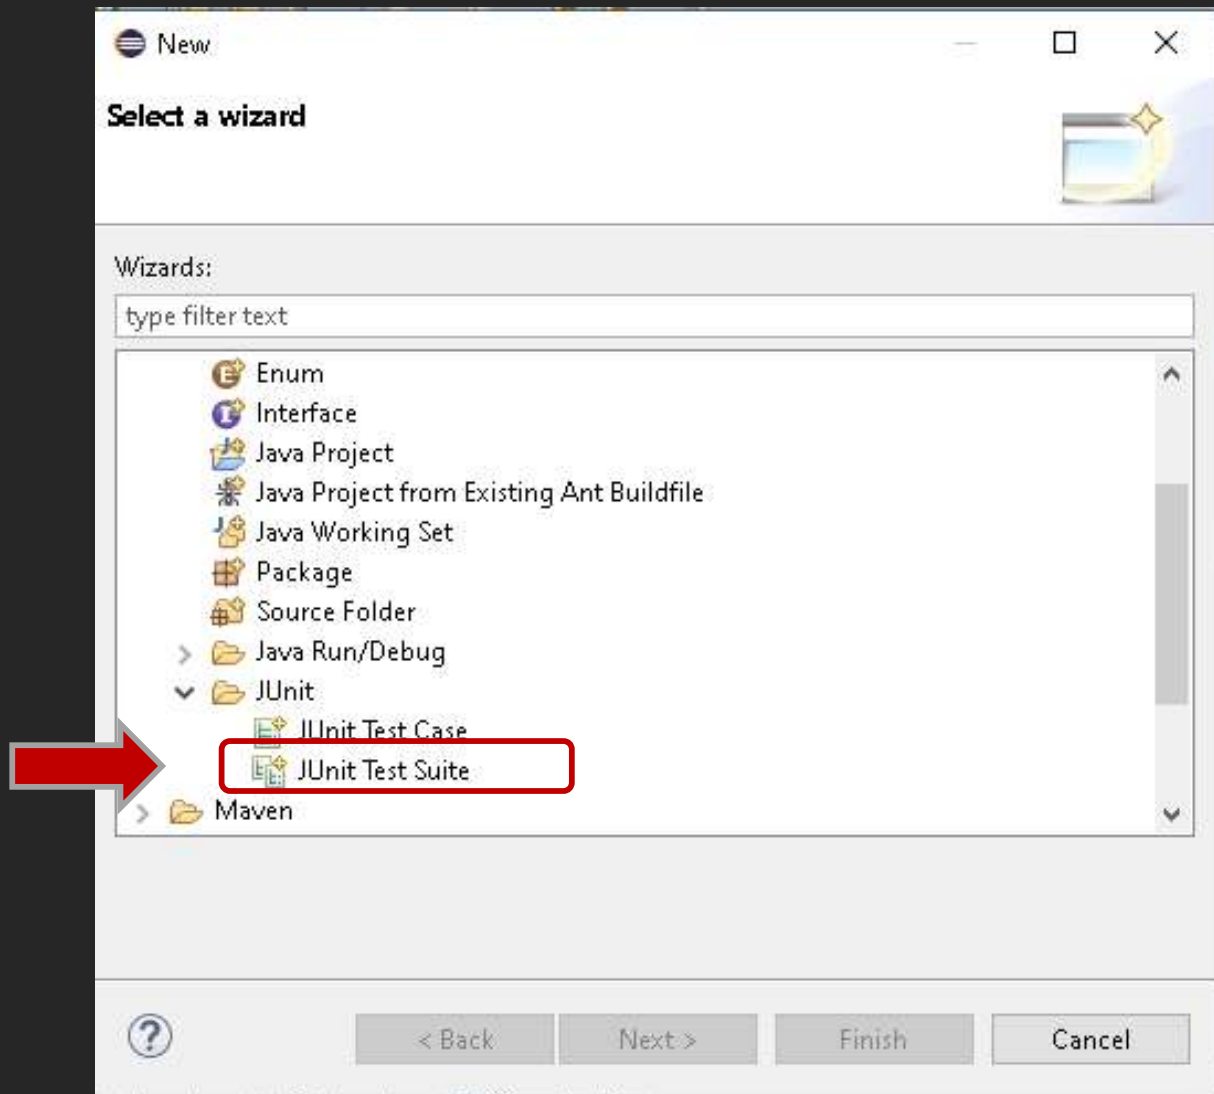 New
Select a wizard
Wizards:
type filter text
Enum
Interface
Java Project
Java Project from Existing Ant Buildfile
Java Working Set
Package
Source Folder
Java Run/Debug
JUnit
JUnit Test Case
JUnit Test Suite
Maven
< Back Next > Finish Cancel